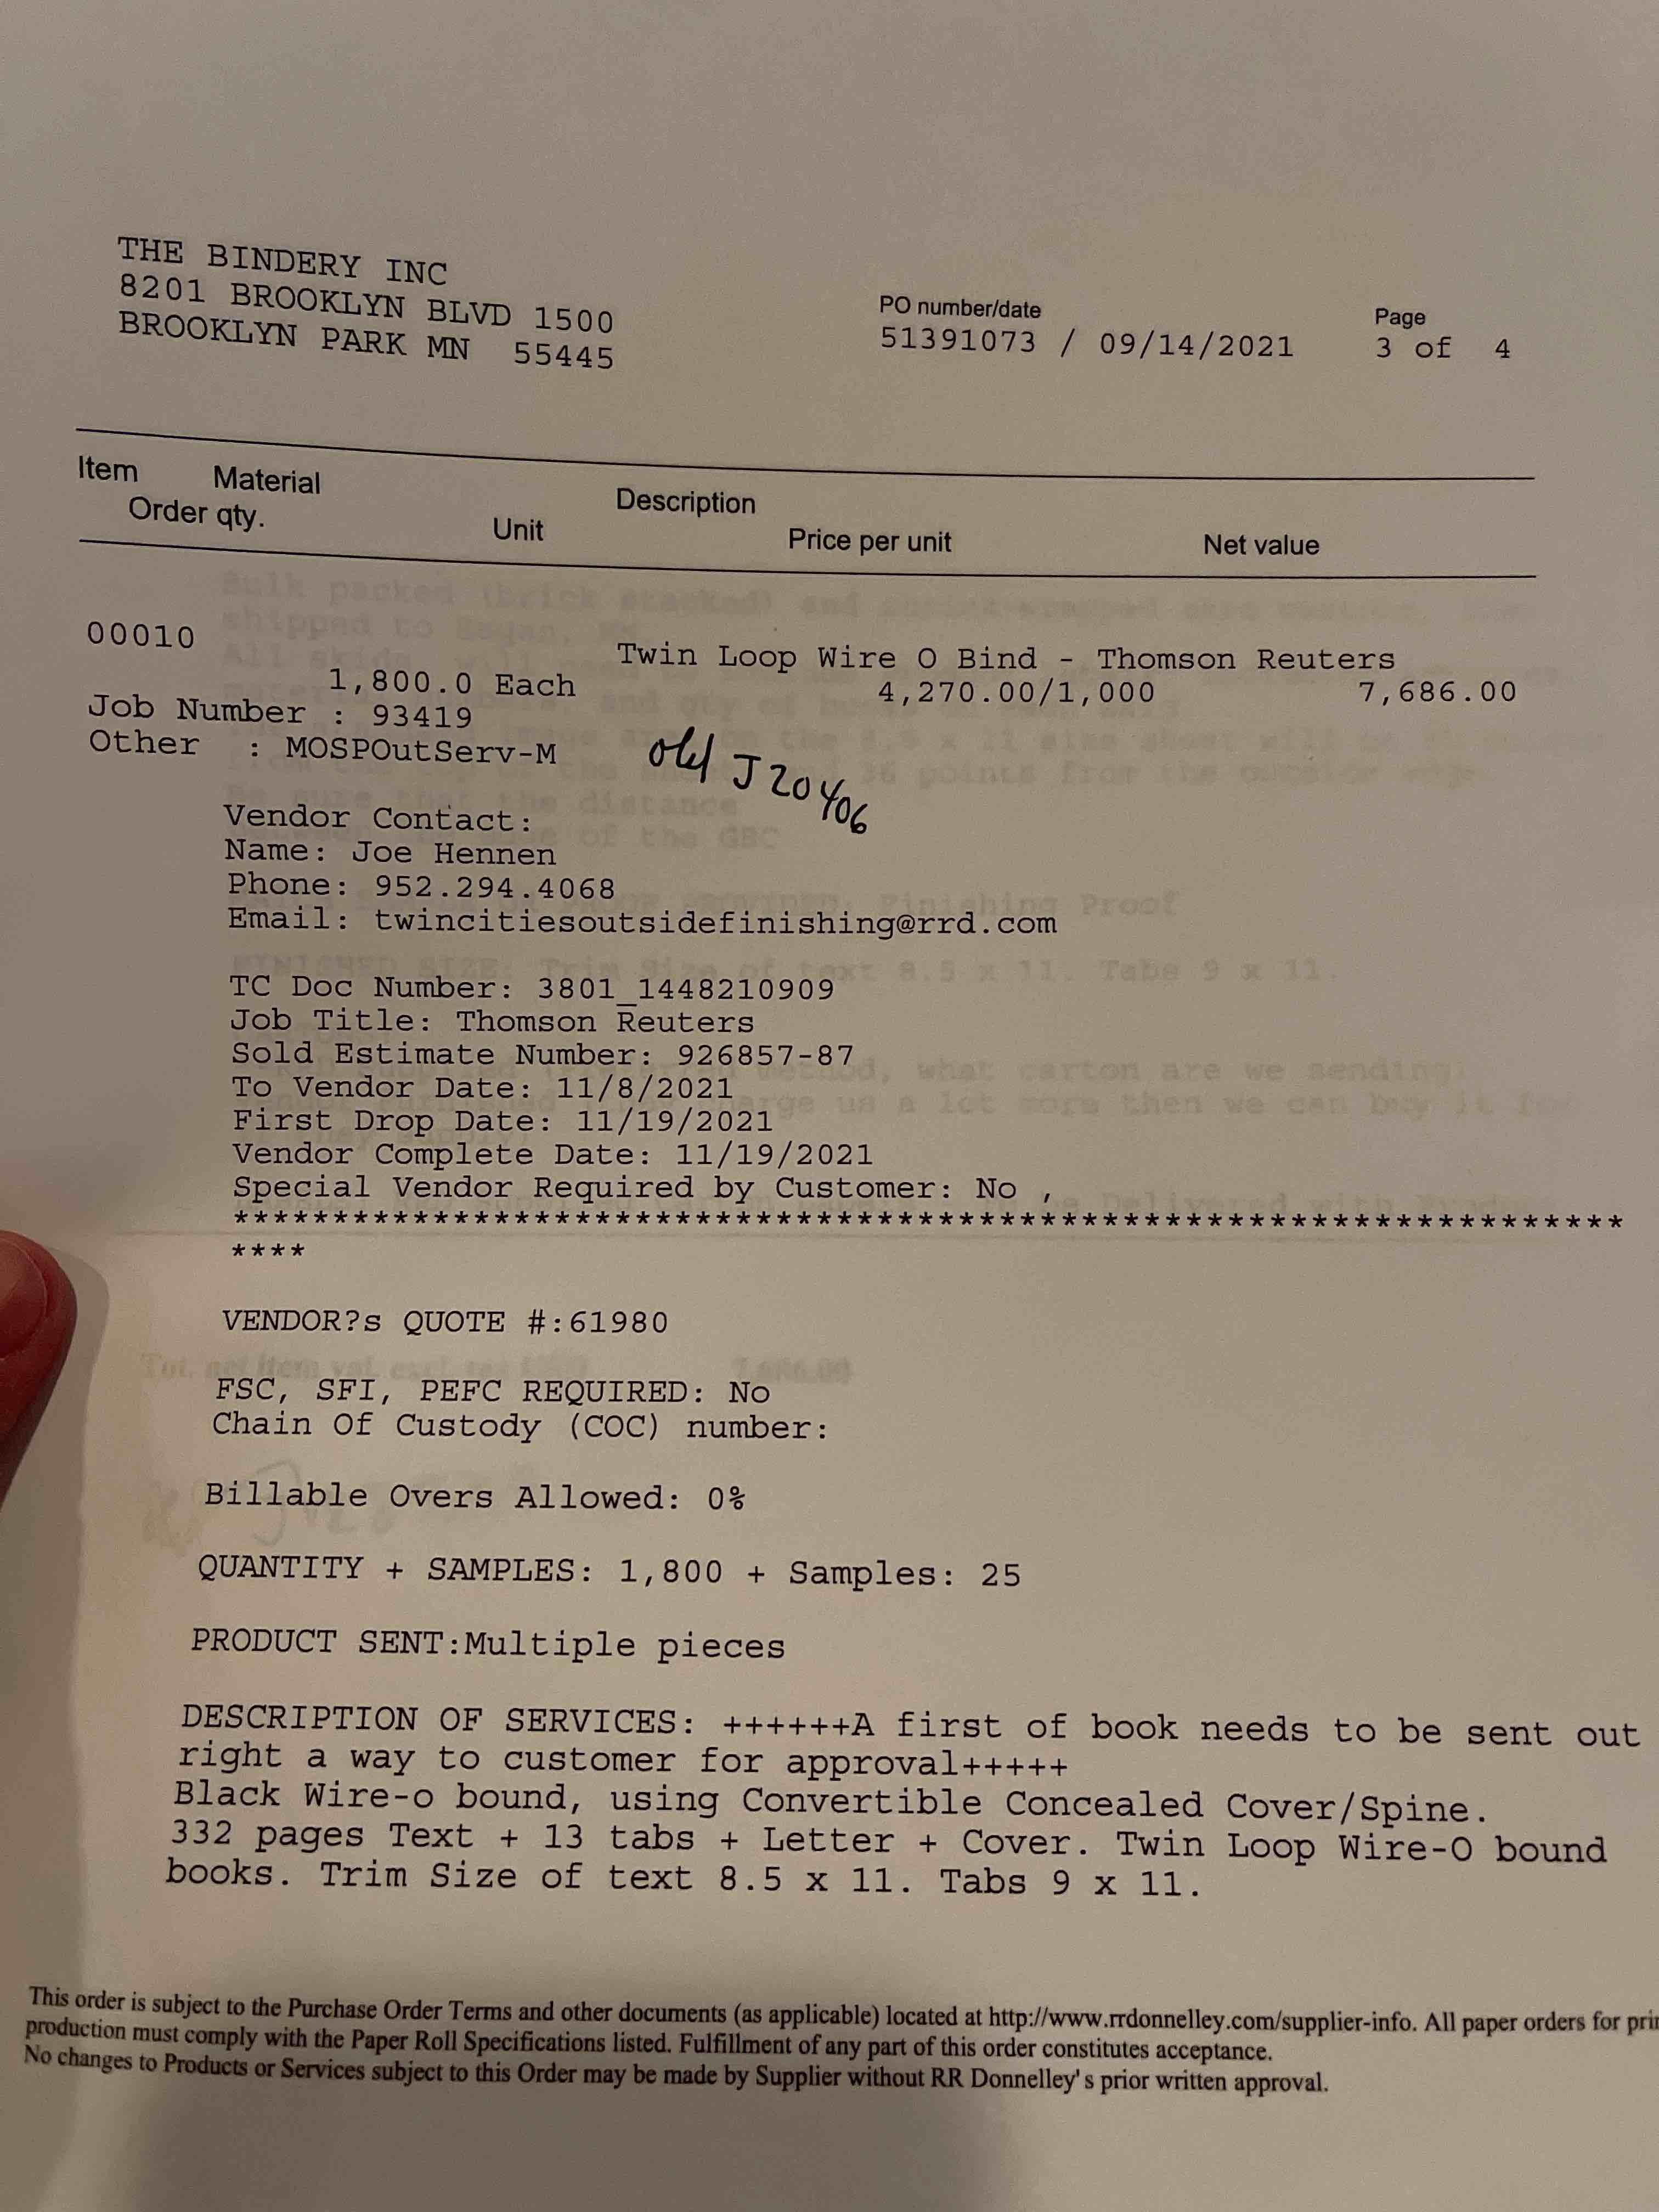 THE BINDERY INC
8201 BROOKLYN BLVD 1500
BROOKLYN PARK MN 55445
PO number/date
51391073 / 09/14/2021
Page
3 of 4
Item Material Description
Order qty. Unit Price per unit Net value
00010 Twin Loop Wire O Bind - Thomson Reuters
1,800.0 Each 4,270.00/1,000 7,686.00
Job Number : 93419
Other : MOSPOutServ-M
old J20406
Vendor Contact:
Name: Joe Hennen
Phone: 952.294.4068
Email: twincitiesoutsidefinishing@rrd.com
TC Doc Number: 3801_1448210909
Job Title: Thomson Reuters
Sold Estimate Number: 926857-87
To Vendor Date: 11/8/2021
First Drop Date: 11/19/2021
Vendor Complete Date: 11/19/2021
Special Vendor Required by Customer: No ,
**********************************************************************
****
VENDOR?s QUOTE #:61980
FSC, SFI, PEFC REQUIRED: No
Chain Of Custody (COC) number:
Billable Overs Allowed: 0%
QUANTITY + SAMPLES: 1,800 + Samples: 25
PRODUCT SENT:Multiple pieces
DESCRIPTION OF SERVICES: ++++++A first of book needs to be sent out
right a way to customer for approval+++++
Black Wire-o bound, using Convertible Concealed Cover/Spine.
332 pages Text + 13 tabs + Letter + Cover. Twin Loop Wire-O bound
books. Trim Size of text 8.5 x 11. Tabs 9 x 11.
This order is subject to the Purchase Order Terms and other documents (as applicable) located at http://www.rrdonnelley.com/supplier-info. All paper orders for
production must comply with the Paper Roll Specifications listed. Fulfillment of any part of this order constitutes acceptance.
No changes to Products or Services subject to this Order may be made by Supplier without RR Donnelley's prior written approval.